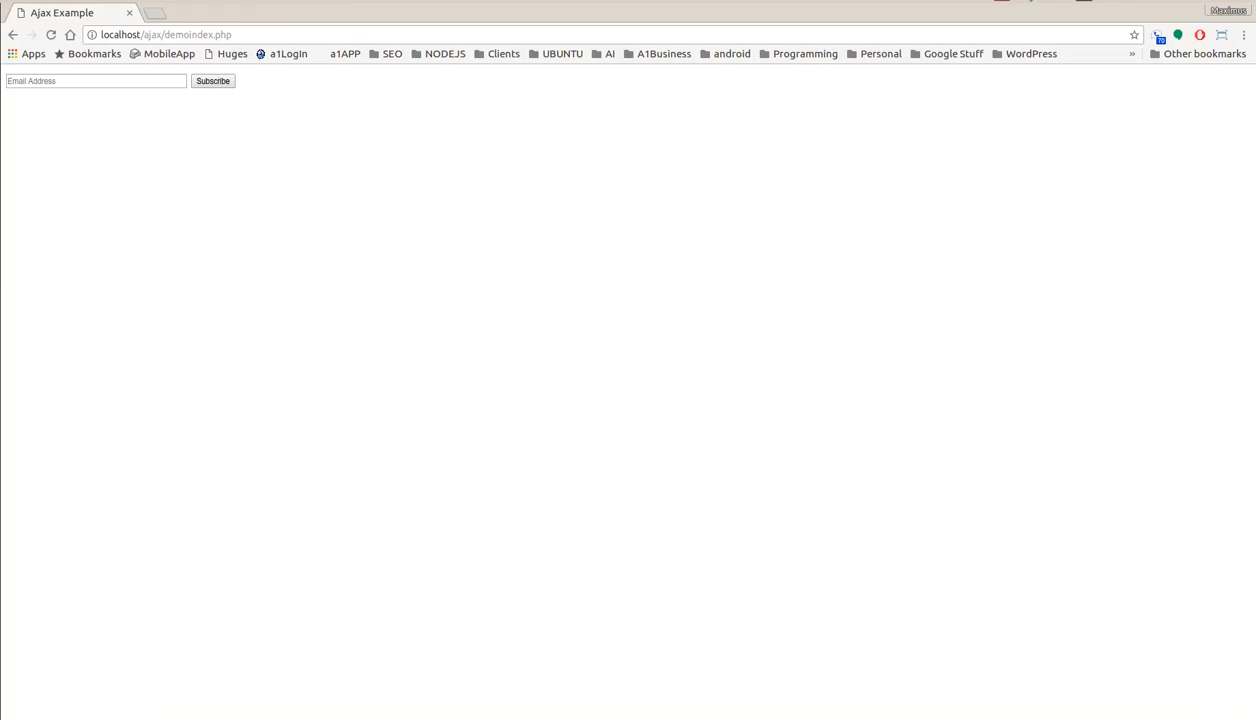 Ajax Example
Maximus
localhost/ajax/demoindex.php
70
Apps Bookmarks MobileApp Huges a1LogIn a1APP SEO NODEJS Clients UBUNTU AI A1Business android Programming Personal Google Stuff WordPress » Other bookmarks
Email Address Subscribe